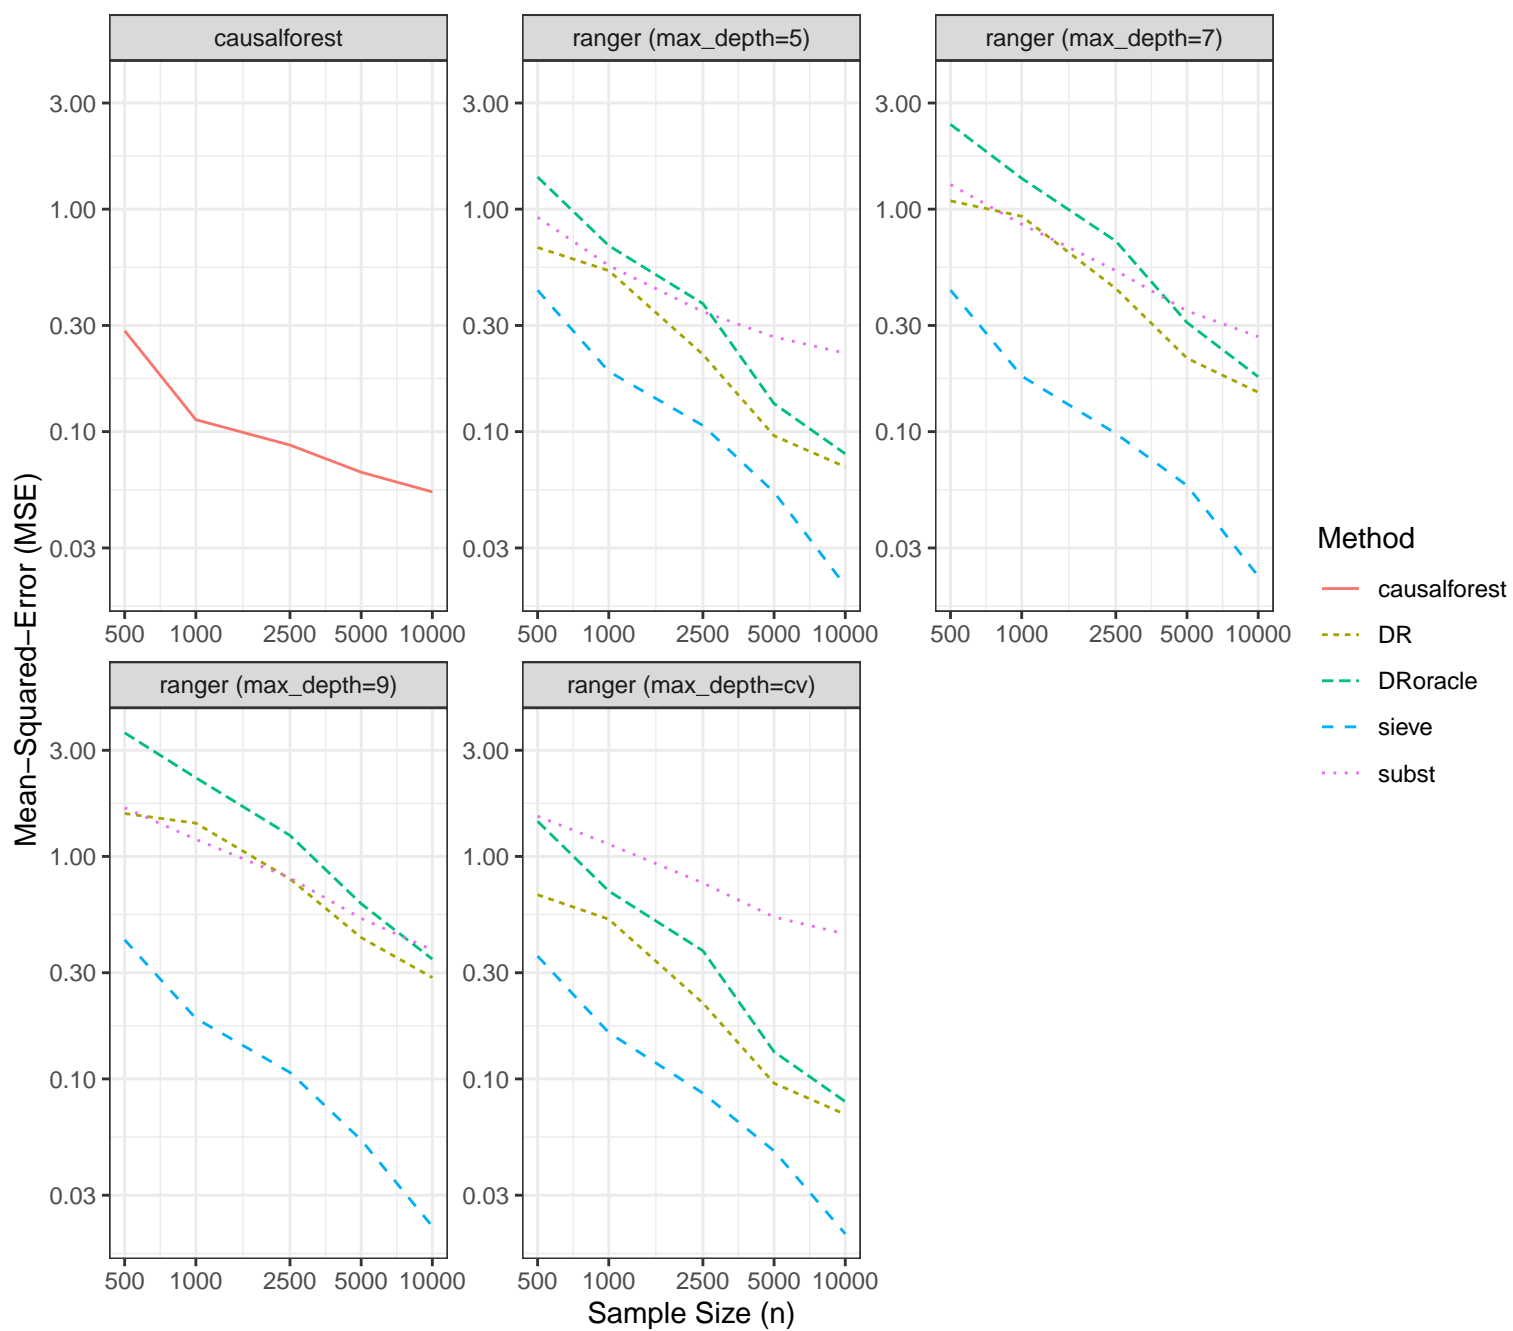 causalforest
ranger (max_depth=5)
ranger (max_depth=7)
3.00
1.00
0.30
0.10
0.03
3.00
1.00
0.30
0.10
0.03
3.00
1.00
0.30
0.10
0.03
500 1000 2500 5000 10000
500 1000 2500 5000 10000
500 1000 2500 5000 10000
ranger (max_depth=9)
ranger (max_depth=cv)
3.00
1.00
0.30
0.10
0.03
3.00
1.00
0.30
0.10
0.03
500 1000 2500 5000 10000
500 1000 2500 5000 10000
Mean−Squared−Error (MSE)
Sample Size (n)
Method
causalforest
DR
DRoracle
sieve
subst